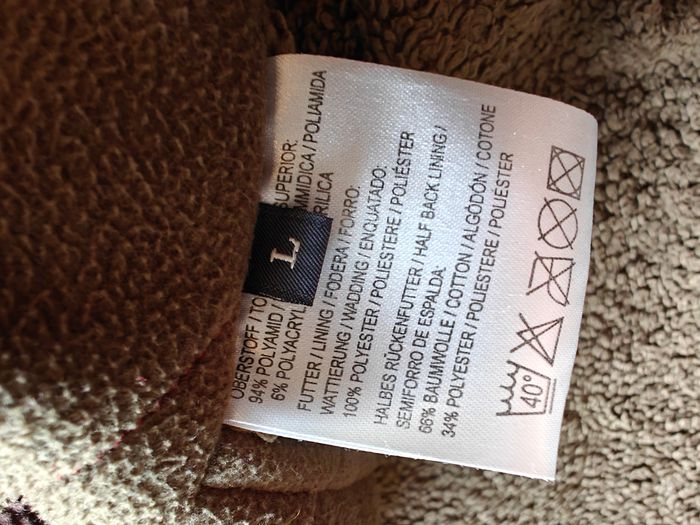 L
OBERSTOFF / TO SUPERIOR:
94% POLYAMID / MMIDICA / POLIAMIDA
6% POLYACRYL RILICA
FUTTER / LINING / FODERA / FORRO:
WATTIERUNG / WADDING / ENQUATADO:
100% POLYESTER / POLIESTERE / POLIÉSTER
HALBES RÜCKENFUTTER / HALF BACK LINING /
SEMIFORRO DE ESPALDA:
66% BAUMWOLLE / COTTON / ALGODÓN / COTONE
34% POLYESTER / POLIESTERE / POLIÉSTER
40°